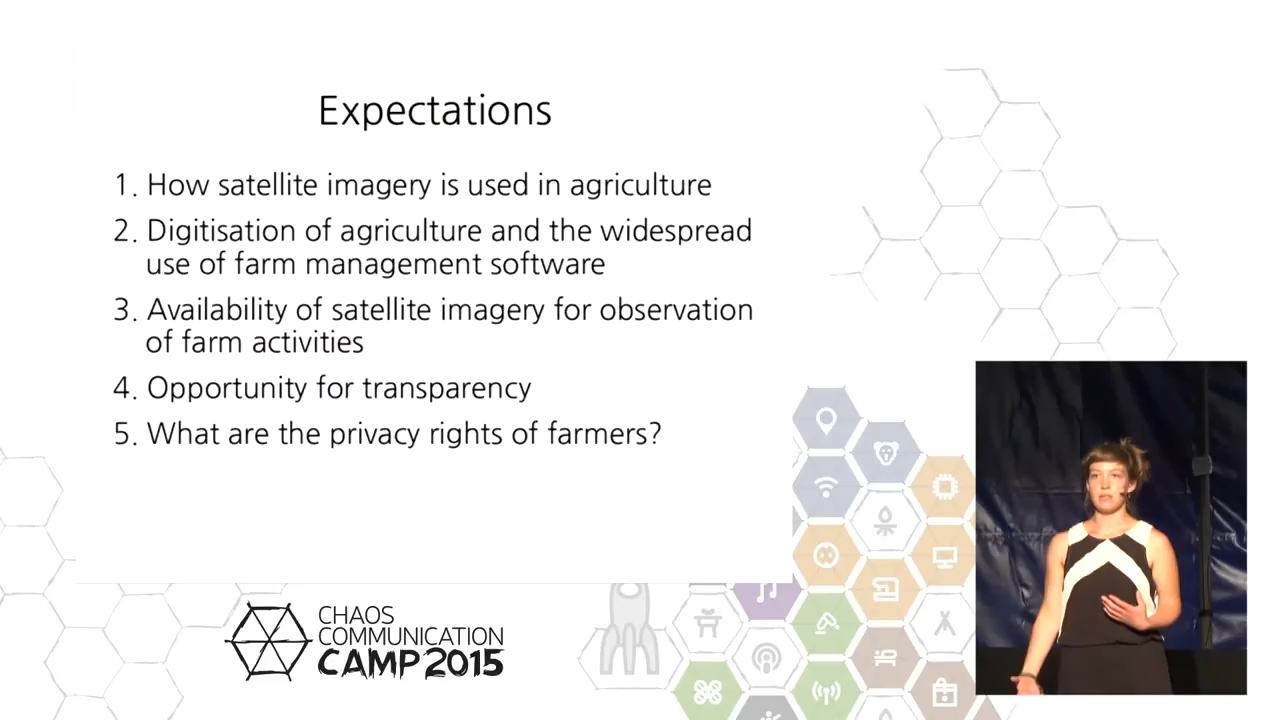 Expectations
1. How satellite imagery is used in agriculture
2. Digitisation of agriculture and the widespread
use of farm management software
3. Availability of satellite imagery for observation
of farm activities
4. Opportunity for transparency
5. What are the privacy rights of farmers?
CHAOS
COMMUNICATION
CAMP 2015